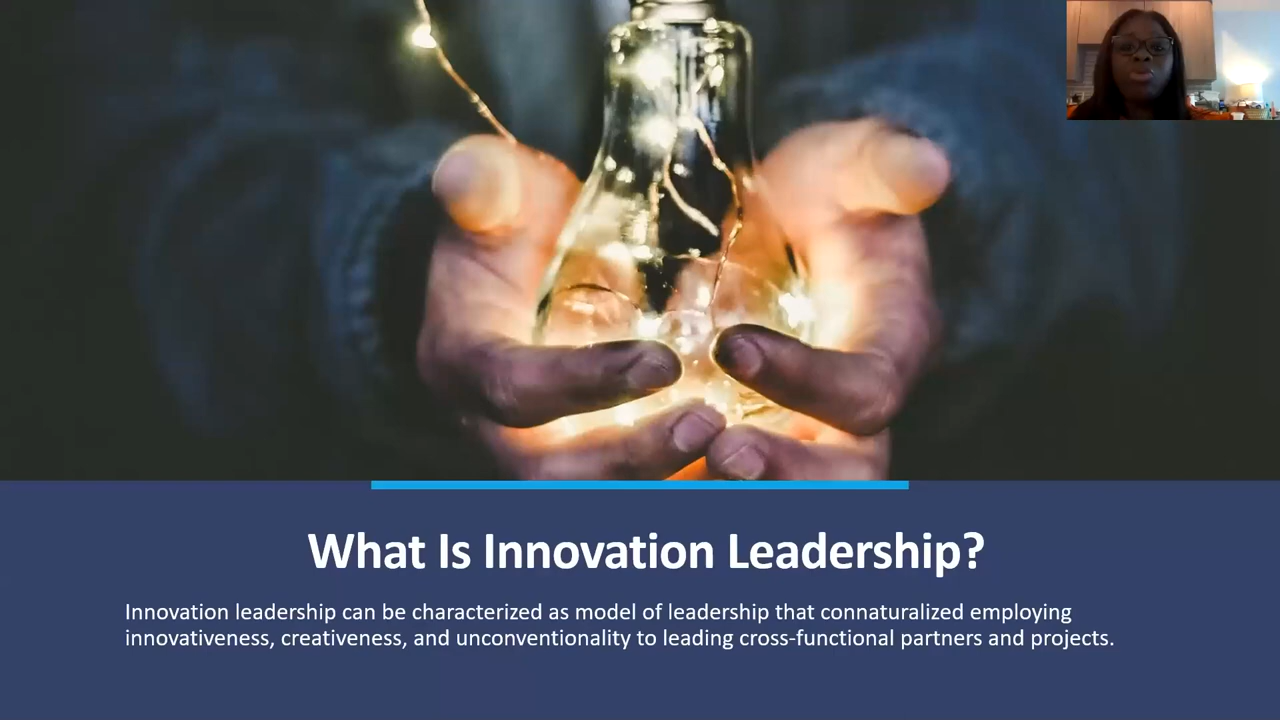 What Is Innovation Leadership?
Innovation leadership can be characterized as model of leadership that connaturalized employing
innovativeness, creativeness, and unconventionality to leading cross-functional partners and projects.